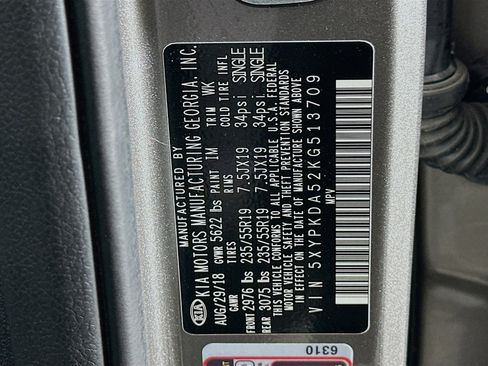 MANUFACTURED BY
KIA KIA MOTORS MANUFACTURING GEORGIA, INC.
AUG/29/18 GVWR 5622 lbs PAINT IM TRIM WK
GAWR TIRES RIMS COLD TIRE INFL
FRONT 2976 lbs 235/55R19 7.5JX19 34psi SINGLE
REAR 3075 lbs 235/55R19 7.5JX19 34psi SINGLE
THIS VEHICLE CONFORMS TO ALL APPLICABLE U.S.A. FEDERAL
MOTOR VEHICLE SAFETY AND THEFT PREVENTION STANDARDS
IN EFFECT ON THE DATE OF MANUFACTURE SHOWN ABOVE
VIN 5XYPKDA52KG513709
MPV
6310